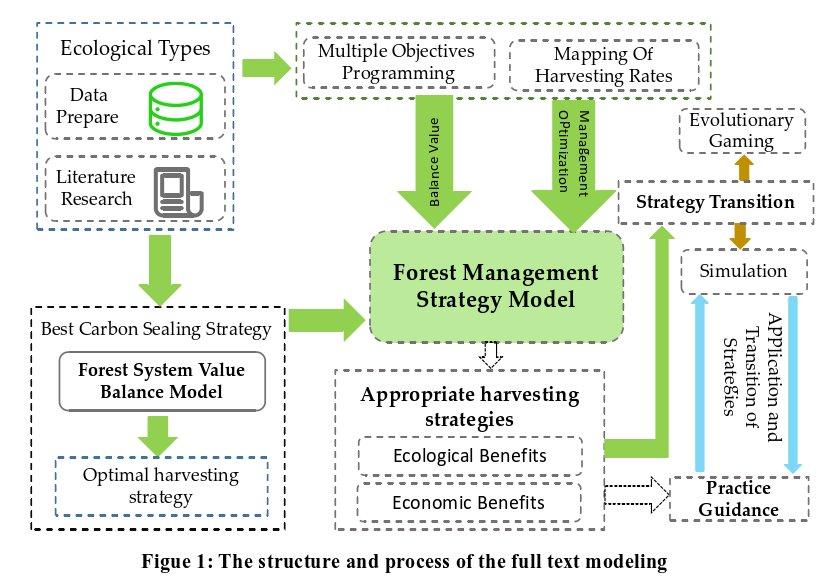 Ecological Types
Data
Prepare
Literature
Research
Multiple Objectives
Programming
Mapping Of
Harvesting Rates
Balance Value
Management
OPtimization
Evolutionary
Gaming
Strategy Transition
Simulation
Forest Management
Strategy Model
Best Carbon Sealing Strategy
Forest System Value
Balance Model
Optimal harvesting
strategy
Appropriate harvesting
strategies
Ecological Benefits
Economic Benefits
Application and
Transition of
Strategies
Practice
Guidance
Figue 1: The structure and process of the full text modeling